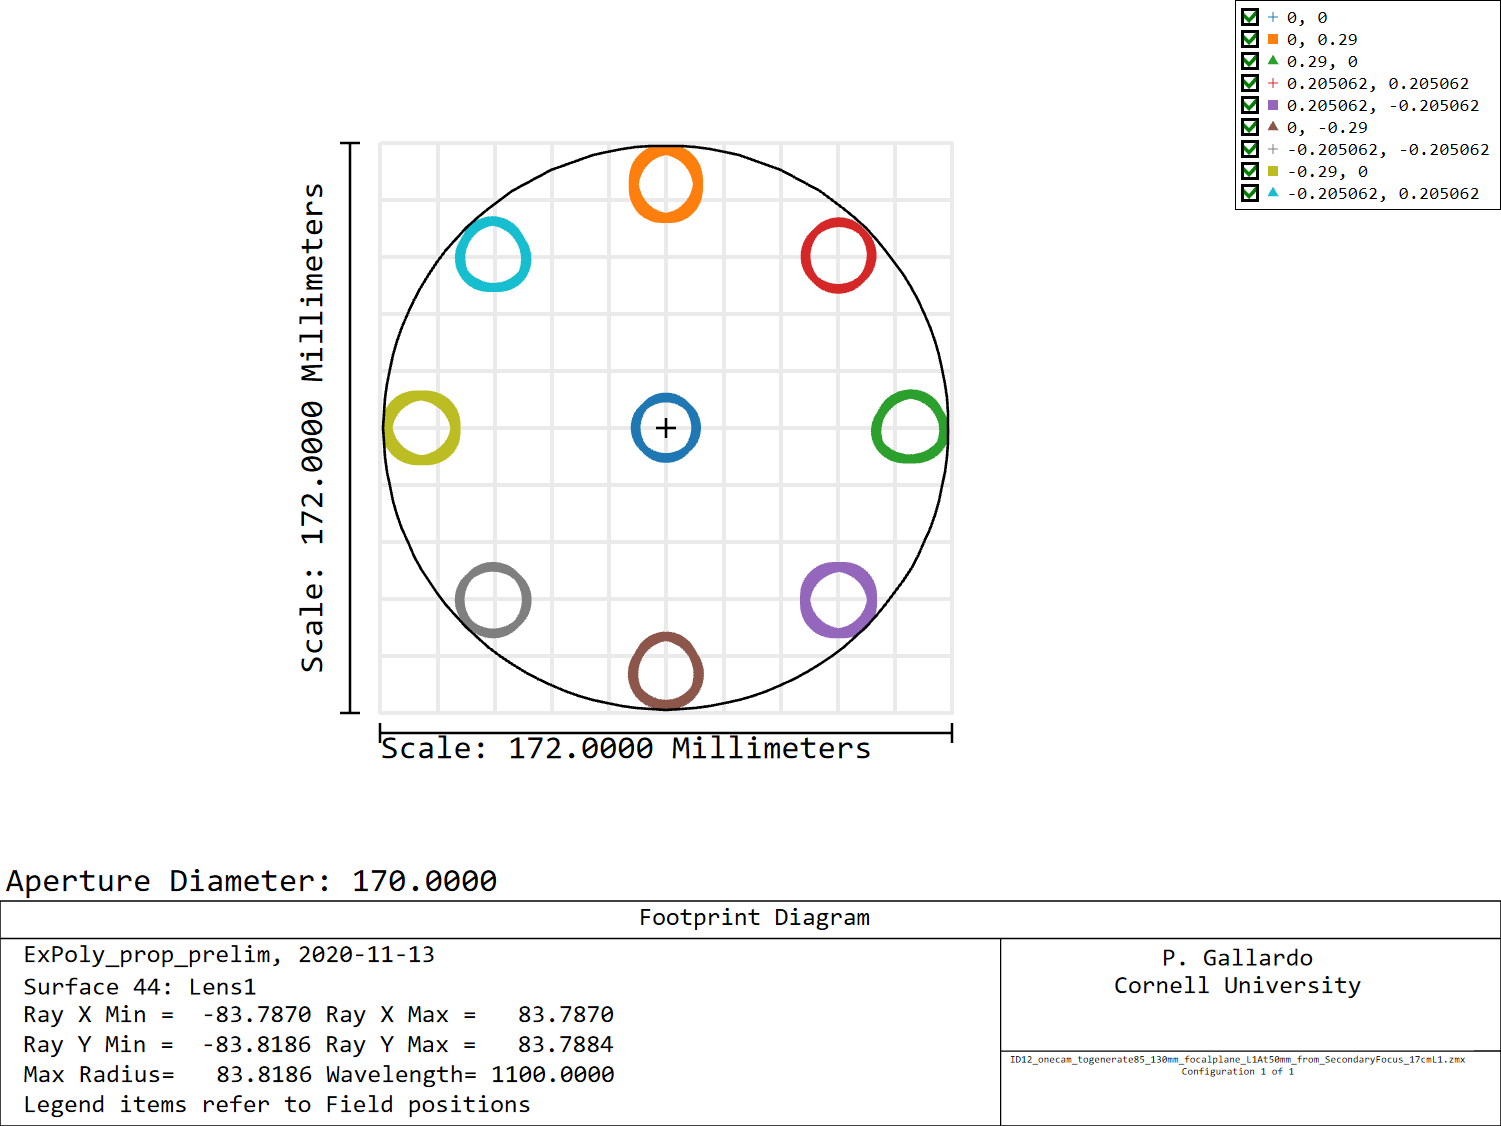 0, 0
0, 0.29
0.29, 0
0.205062, 0.205062
0.205062, -0.205062
0, -0.29
-0.205062, -0.205062
-0.29, 0
-0.205062, 0.205062
Scale: 172.0000 Millimeters
Scale: 172.0000 Millimeters
Aperture Diameter: 170.0000
Footprint Diagram
ExPoly_prop_prelim, 2020-11-13
Surface 44: Lens1
Ray X Min =  -83.7870 Ray X Max =   83.7870
Ray Y Min =  -83.8186 Ray Y Max =   83.7884
Max Radius=   83.8186 Wavelength= 1100.0000
Legend items refer to Field positions
P. Gallardo
Cornell University
ID12_onecam_togenerate85_130mm_focalplane_L1At50mm_from_SecondaryFocus_17cmL1.zmx
Configuration 1 of 1